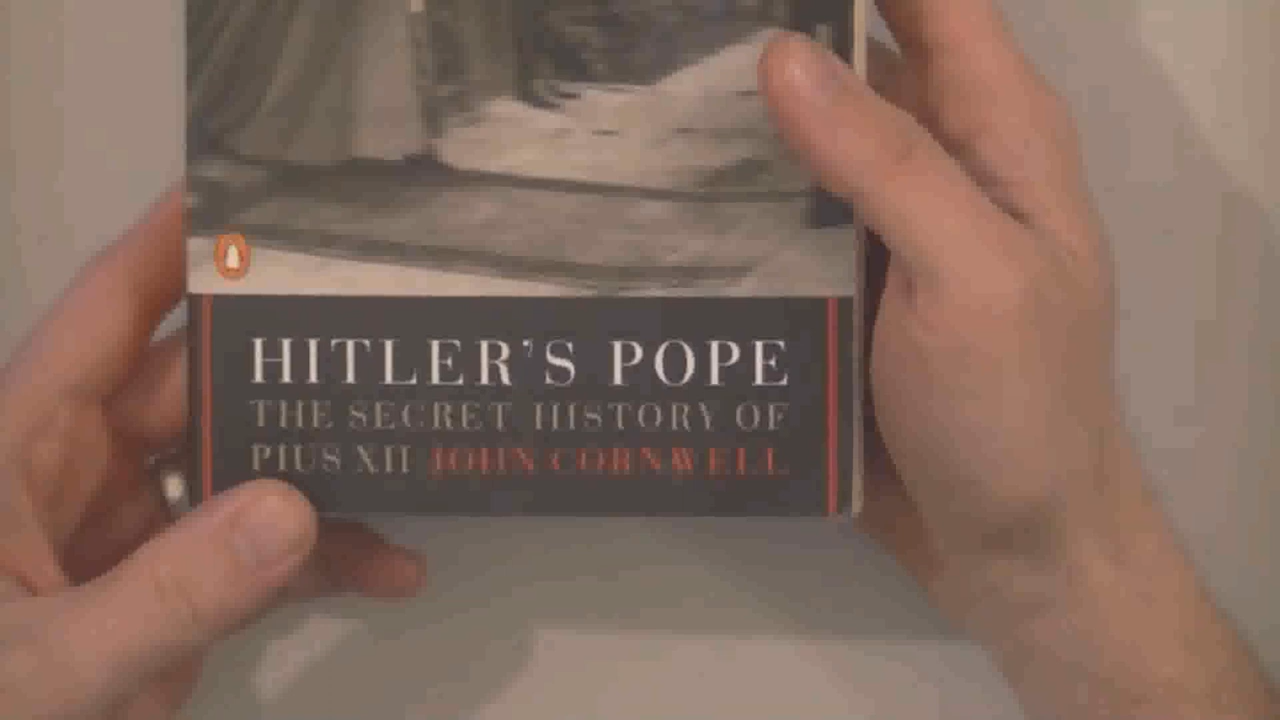 HITLER'S POPE
THE SECRET HISTORY OF
PIUS XII JOHN CORNWELL